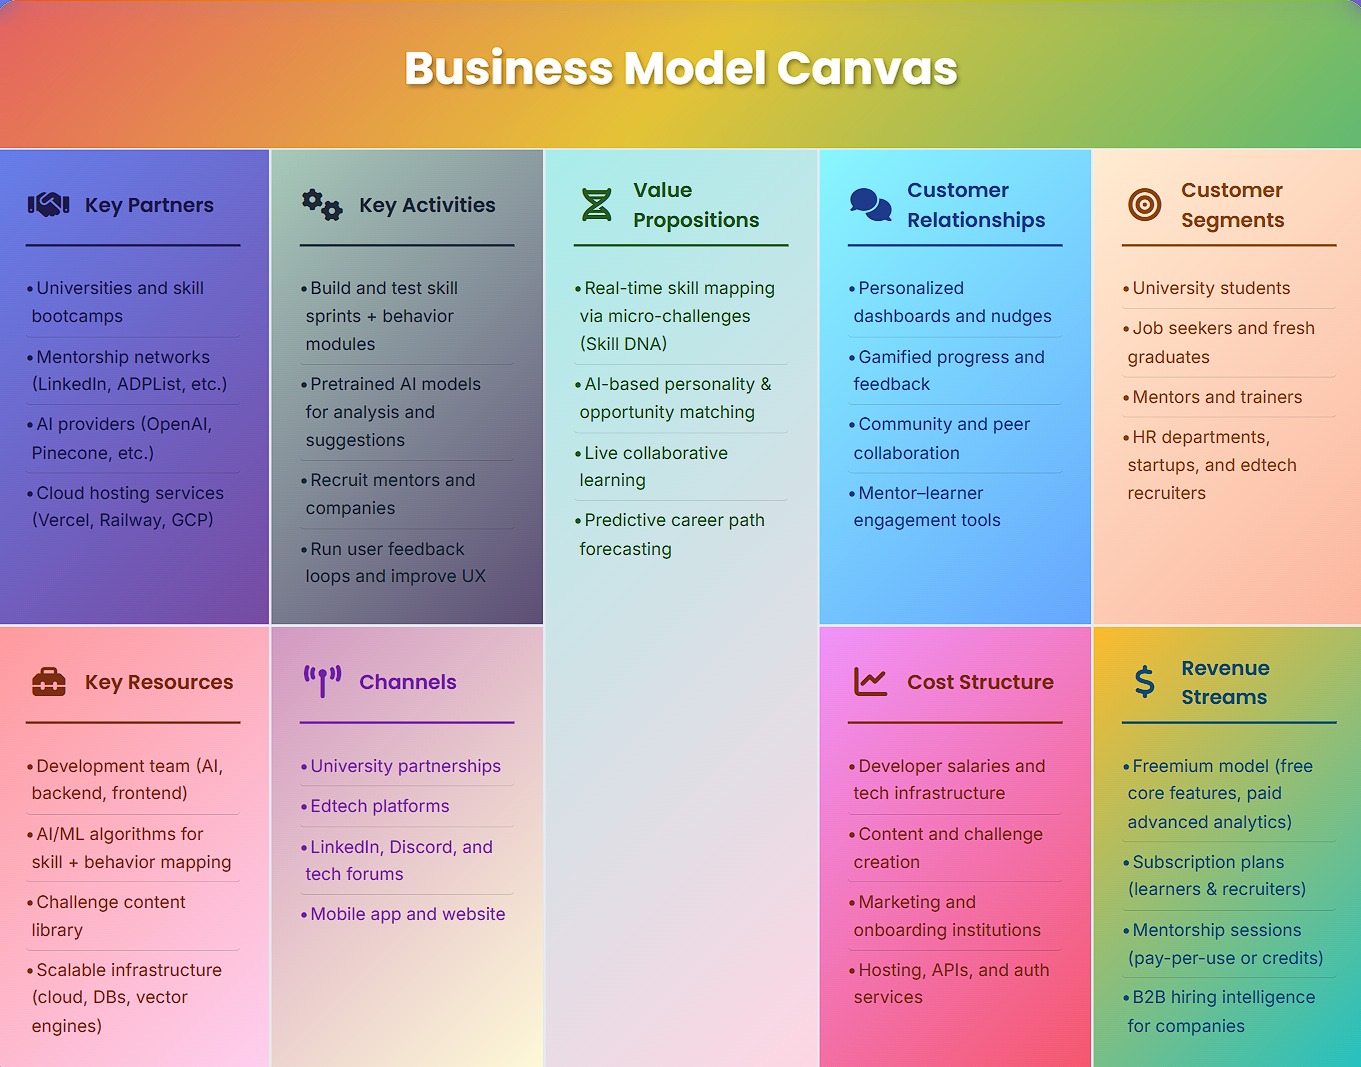 Business Model Canvas
Key Partners
•Universities and skill
bootcamps
•Mentorship networks
(LinkedIn, ADPList, etc.)
•AI providers (OpenAI,
Pinecone, etc.)
•Cloud hosting services
(Vercel, Railway, GCP)
Key Activities
•Build and test skill
sprints + behavior
modules
•Pretrained AI models
for analysis and
suggestions
•Recruit mentors and
companies
•Run user feedback
loops and improve UX
Value
Propositions
•Real-time skill mapping
via micro-challenges
(Skill DNA)
•AI-based personality &
opportunity matching
•Live collaborative
learning
•Predictive career path
forecasting
Customer
Relationships
•Personalized
dashboards and nudges
•Gamified progress and
feedback
•Community and peer
collaboration
•Mentor–learner
engagement tools
Customer
Segments
•University students
•Job seekers and fresh
graduates
•Mentors and trainers
•HR departments,
startups, and edtech
recruiters
Key Resources
•Development team (AI,
backend, frontend)
•AI/ML algorithms for
skill + behavior mapping
•Challenge content
library
•Scalable infrastructure
(cloud, DBs, vector
engines)
Channels
•University partnerships
•Edtech platforms
•LinkedIn, Discord, and
tech forums
•Mobile app and website
Cost Structure
•Developer salaries and
tech infrastructure
•Content and challenge
creation
•Marketing and
onboarding institutions
•Hosting, APIs, and auth
services
Revenue
Streams
•Freemium model (free
core features, paid
advanced analytics)
•Subscription plans
(learners & recruiters)
•Mentorship sessions
(pay-per-use or credits)
•B2B hiring intelligence
for companies